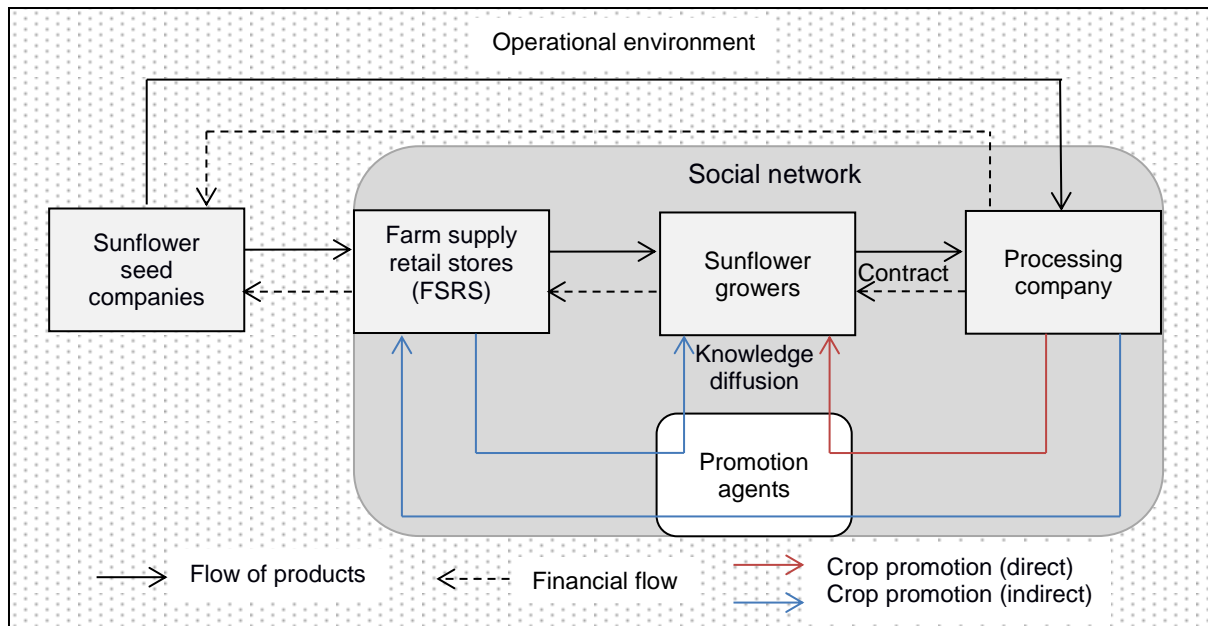 Operational environment
Social network
Sunflower
seed
companies
Farm supply
retail stores
(FSRS)
Sunflower
growers
Contract
Processing
company
Knowledge
diffusion
Promotion
agents
Flow of products
Financial flow
Crop promotion (direct)
Crop promotion (indirect)